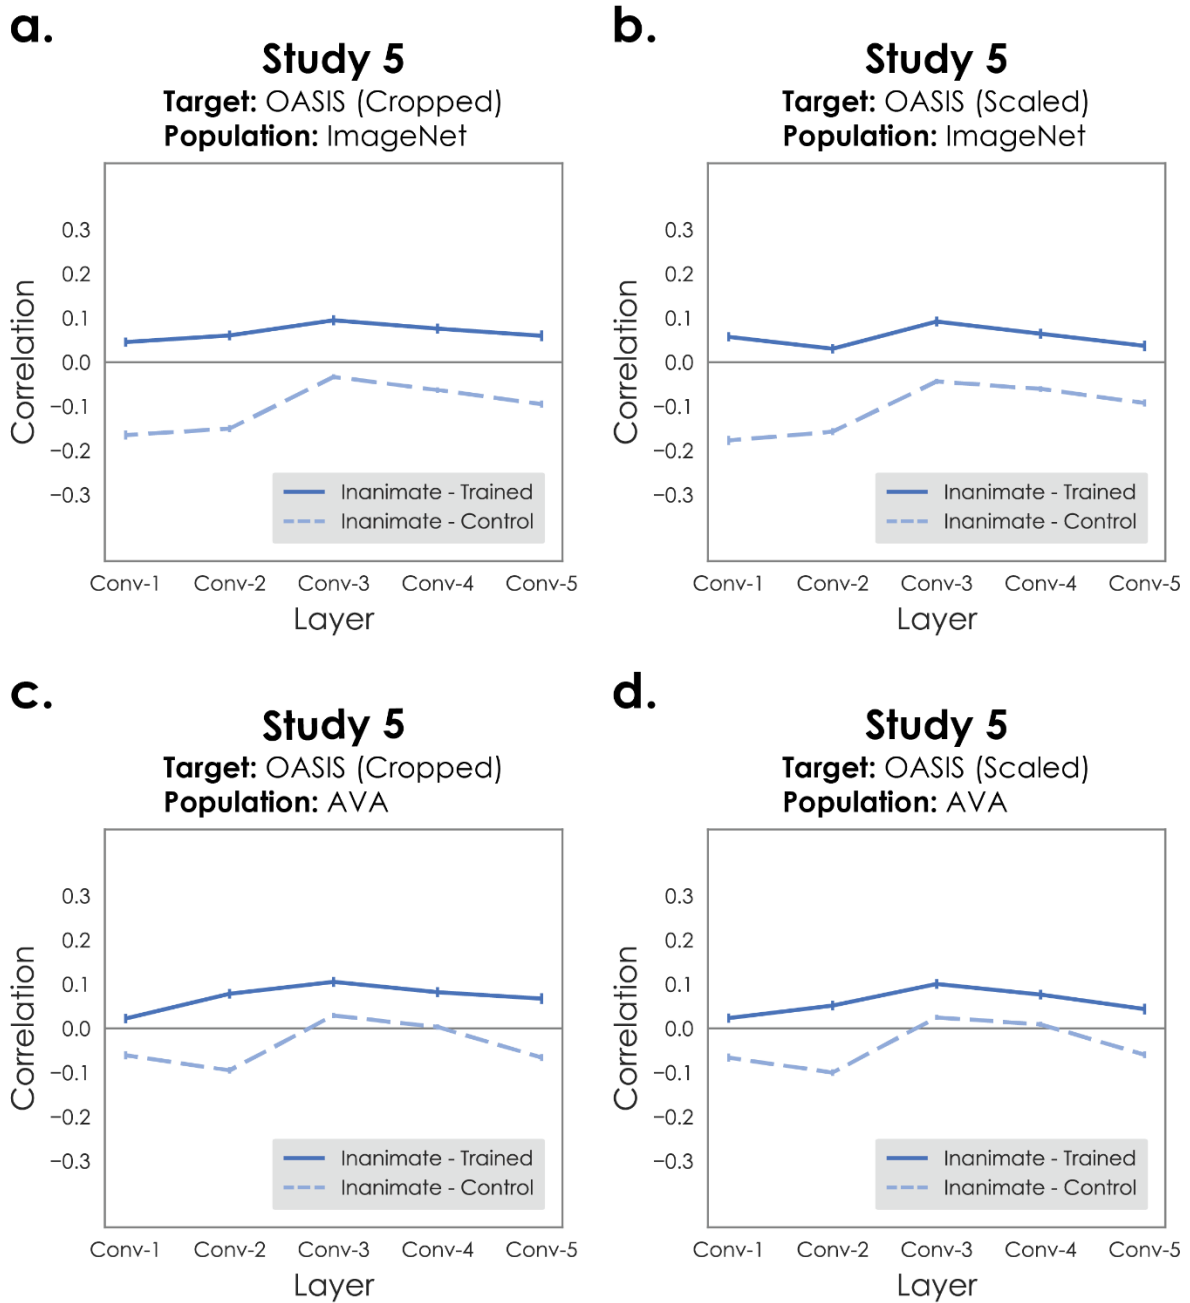 a.
Study 5
Target: OASIS (Cropped)
Population: ImageNet
Correlation
0.3
0.2
0.1
0.0
−0.1
−0.2
−0.3
Inanimate - Trained
Inanimate - Control
Conv-1 Conv-2 Conv-3 Conv-4 Conv-5
Layer
b.
Study 5
Target: OASIS (Scaled)
Population: ImageNet
Correlation
0.3
0.2
0.1
0.0
−0.1
−0.2
−0.3
Inanimate - Trained
Inanimate - Control
Conv-1 Conv-2 Conv-3 Conv-4 Conv-5
Layer
c.
Study 5
Target: OASIS (Cropped)
Population: AVA
Correlation
0.3
0.2
0.1
0.0
−0.1
−0.2
−0.3
Inanimate - Trained
Inanimate - Control
Conv-1 Conv-2 Conv-3 Conv-4 Conv-5
Layer
d.
Study 5
Target: OASIS (Scaled)
Population: AVA
Correlation
0.3
0.2
0.1
0.0
−0.1
−0.2
−0.3
Inanimate - Trained
Inanimate - Control
Conv-1 Conv-2 Conv-3 Conv-4 Conv-5
Layer